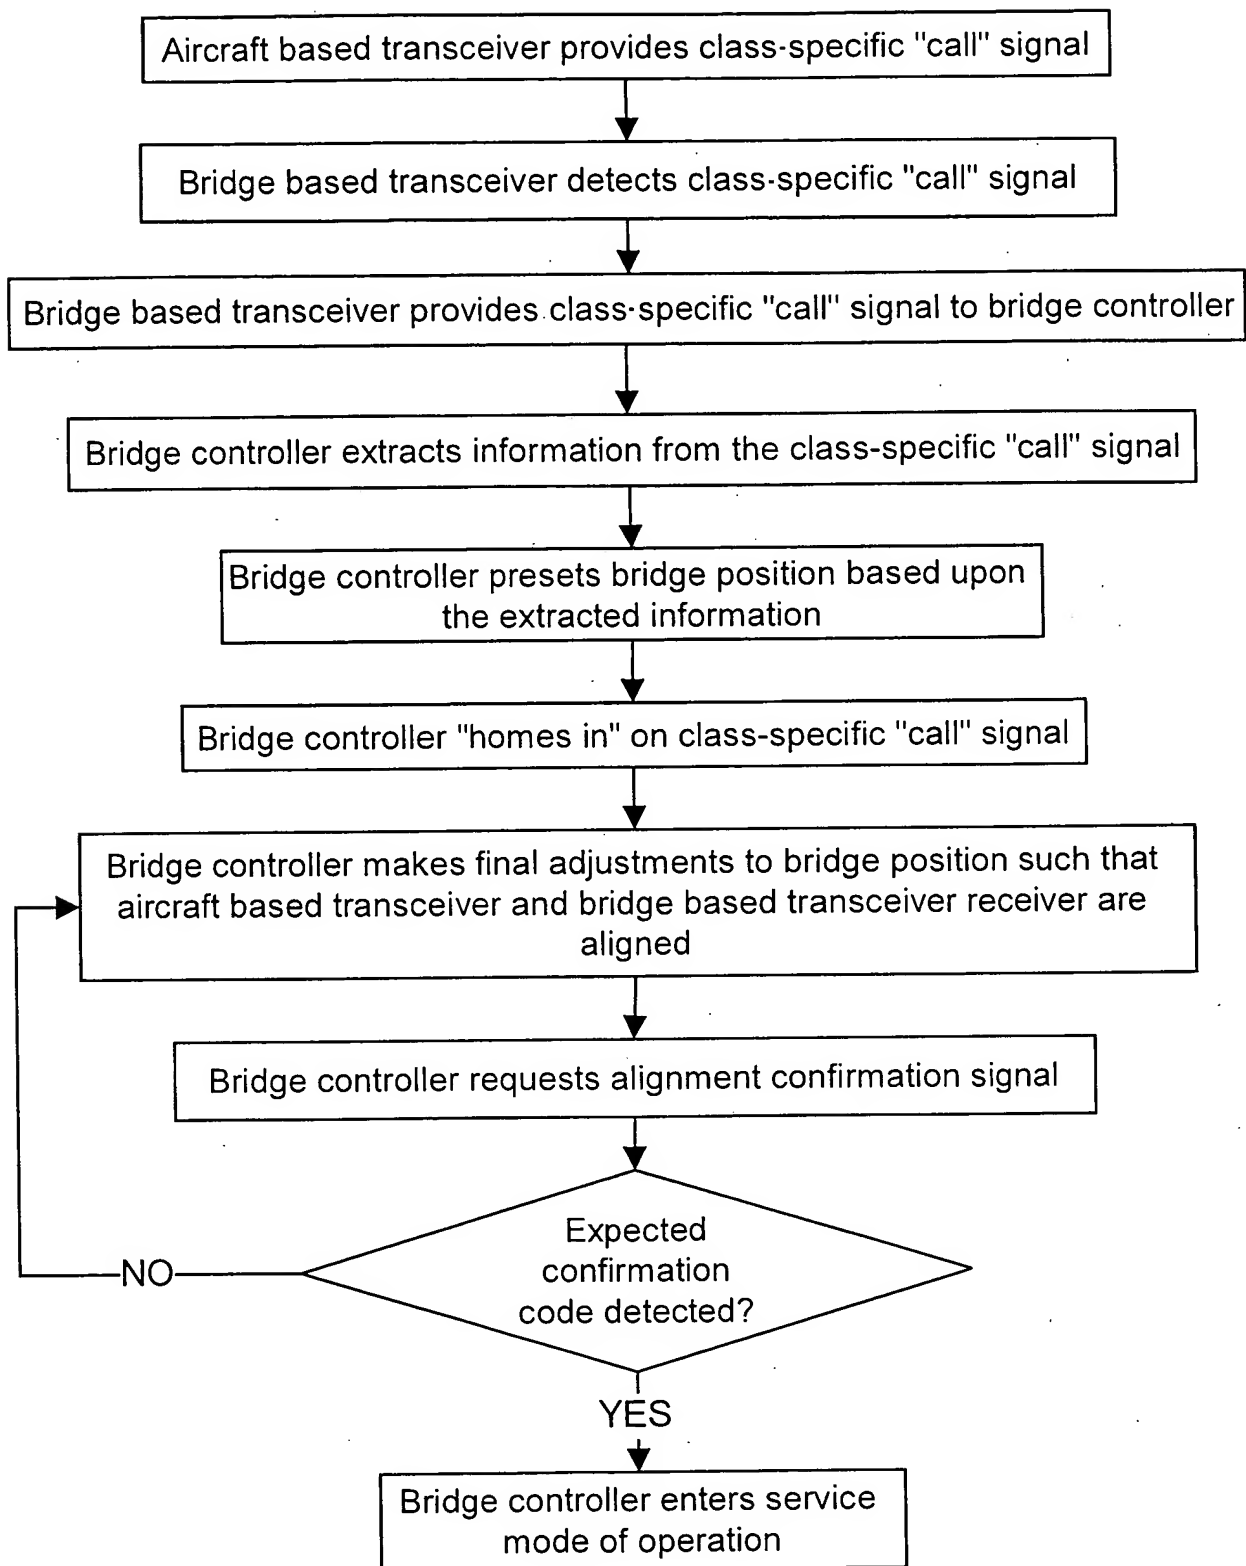 Aircraft based transceiver provides class-specific "call" signal
Bridge based transceiver detects class-specific "call" signal
Bridge based transceiver provides class-specific "call" signal to bridge controller
Bridge controller extracts information from the class-specific "call" signal
Bridge controller presets bridge position based upon
the extracted information
Bridge controller "homes in" on class-specific "call" signal
Bridge controller makes final adjustments to bridge position such that
aircraft based transceiver and bridge based transceiver receiver are
aligned
Bridge controller requests alignment confirmation signal
Expected
confirmation
code detected?
NO
YES
Bridge controller enters service
mode of operation